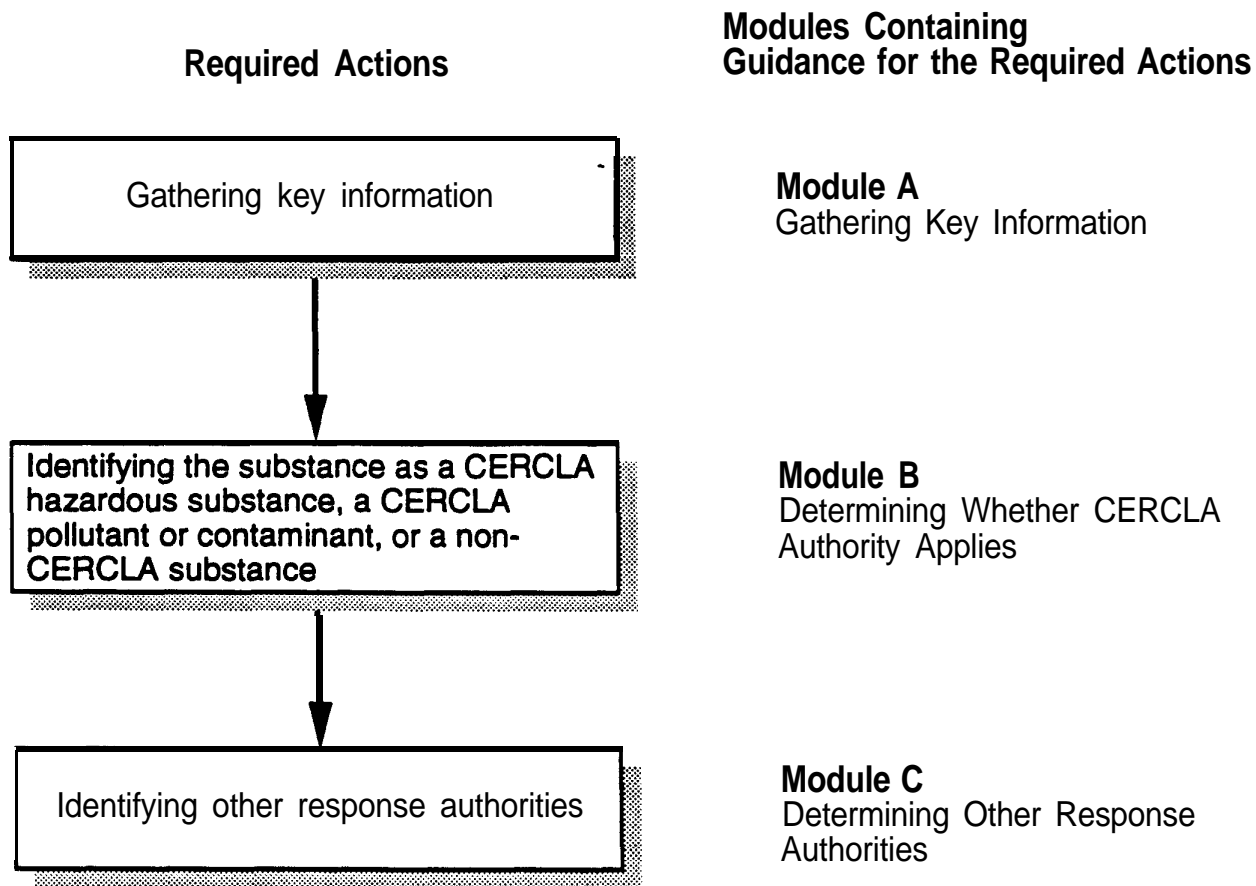 Required Actions
Modules Containing
Guidance for the Required Actions
Gathering key information
Module A
Gathering Key Information
Identifying the substance as a CERCLA
hazardous substance, a CERCLA
pollutant or contaminant, or a non-
CERCLA substance
Module B
Determining Whether CERCLA
Authority Applies
Identifying other response authorities
Module C
Determining Other Response
Authorities